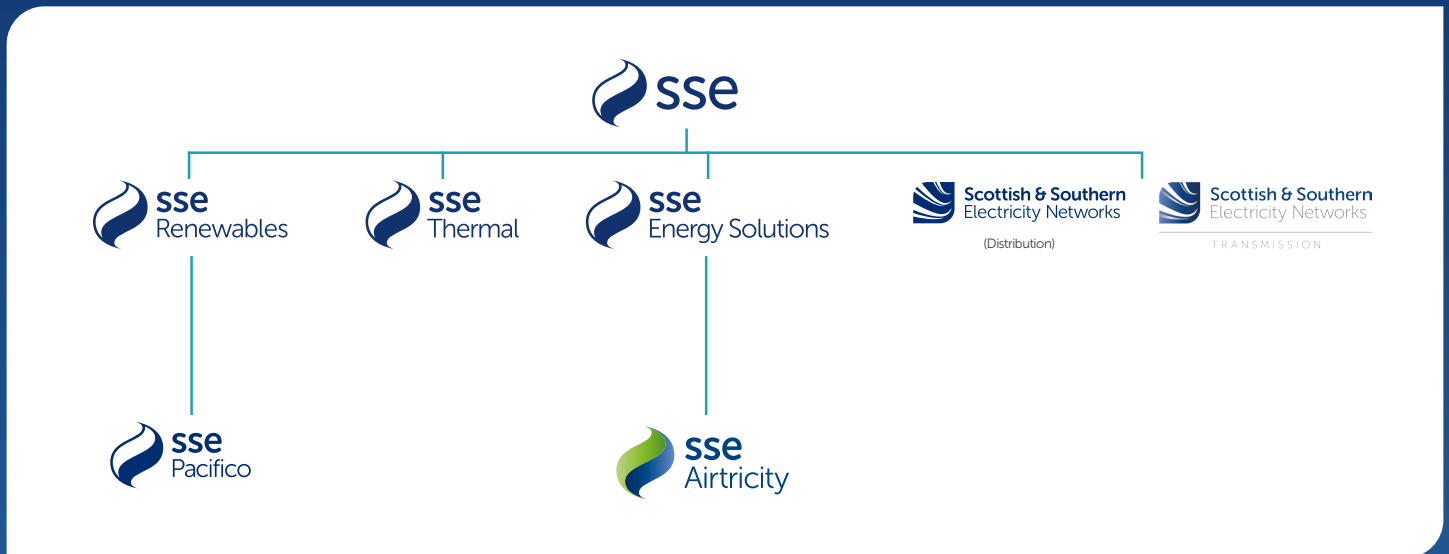 sse
sse
Renewables
sse
Thermal
sse
Energy Solutions
Scottish & Southern
Electricity Networks
(Distribution)
Scottish & Southern
Electricity Networks
TRANSMISSION
sse
Pacifico
sse
Airtricity